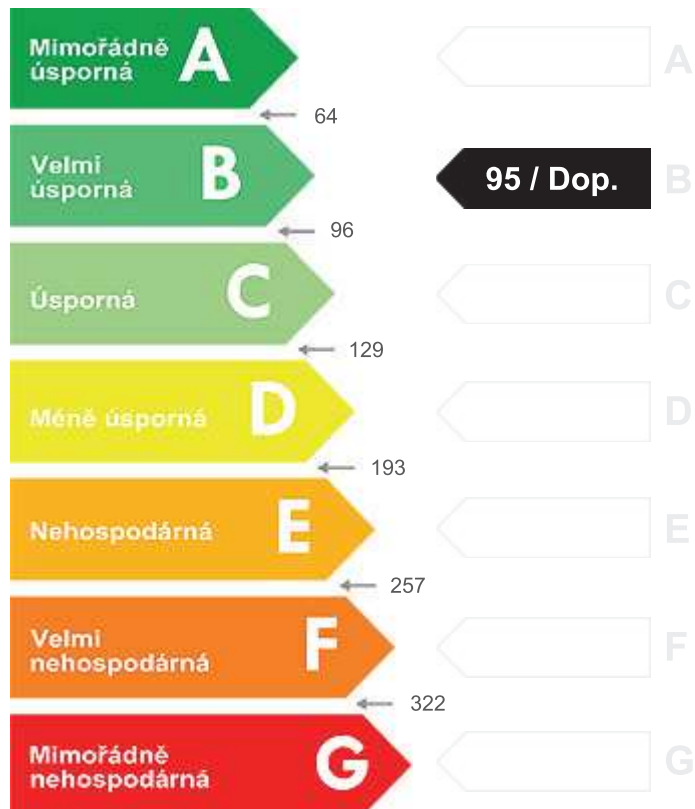 Mimořádně
úsporná
A
A
64
Velmi
úsporná
B
95 / Dop.
B
96
Úsporná
C
C
129
Méně úsporná
D
D
193
Nehospodárná
E
E
257
Velmi
nehospodárná
F
F
322
Mimořádně
nehospodárná
G
G